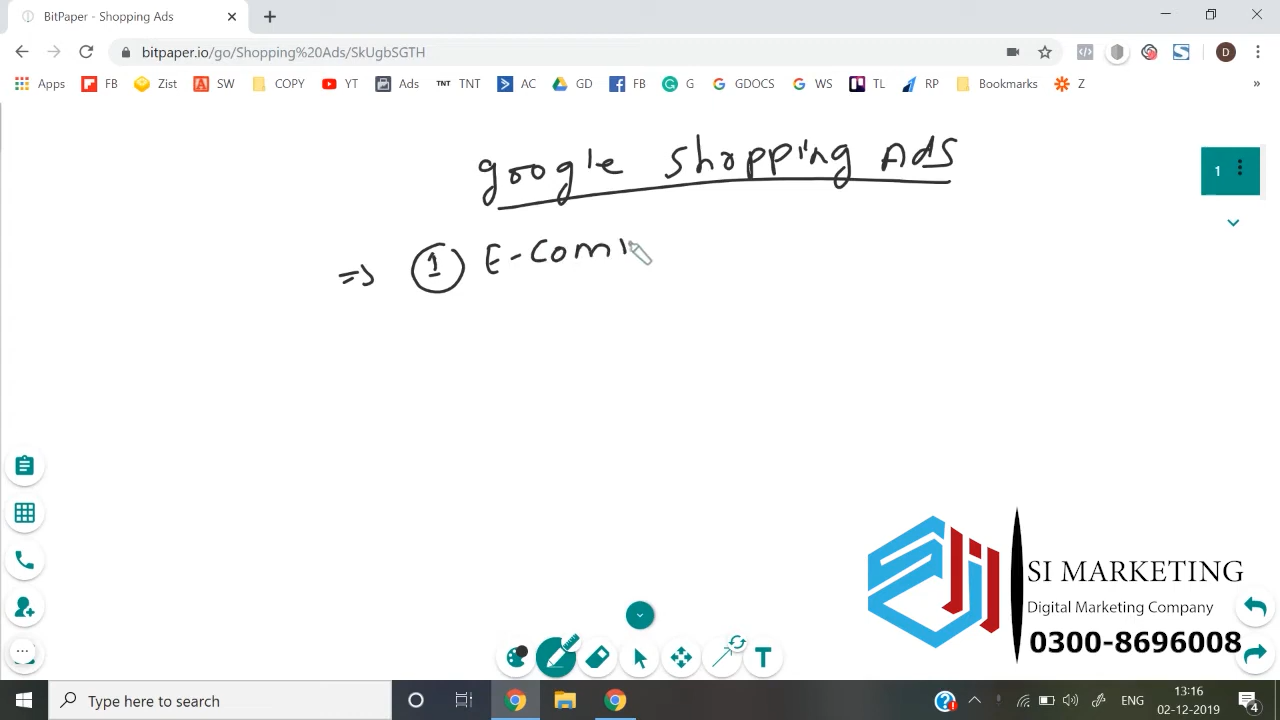 BitPaper - Shopping Ads
bitpaper.io/go/Shopping%20Ads/SkUgbSGTH
D
Apps FB Zist SW COPY YT Ads TNT TNT AC GD FB G GDOCS WS TL RP Bookmarks Z »
google Shopping Ads
1
=> 1 E-Com
SI MARKETING
Digital Marketing Company
0300-8696008
T
Type here to search
ENG
13:16
02-12-2019
4